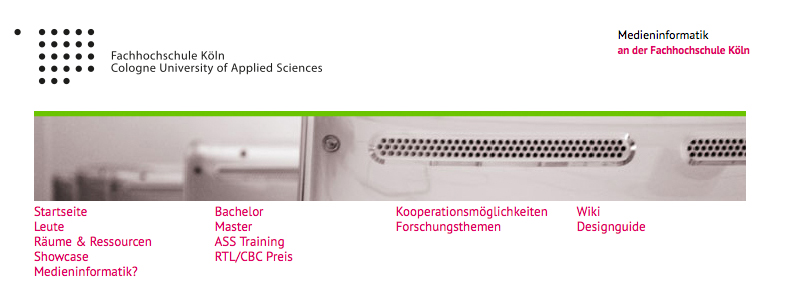 Fachhochschule Köln
Cologne University of Applied Sciences
Medieninformatik
an der Fachhochschule Köln
Startseite
Leute
Räume & Ressourcen
Showcase
Medieninformatik?
Bachelor
Master
ASS Training
RTL/CBC Preis
Kooperationsmöglichkeiten
Forschungsthemen
Wiki
Designguide